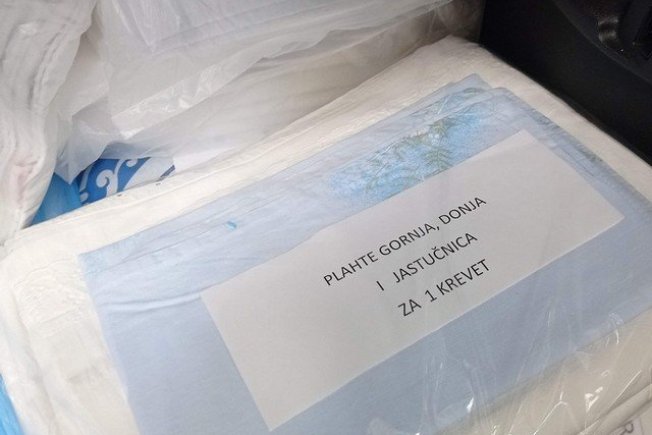 PLAHTE GORNJA, DONJA
I JASTUČNICA
ZA 1 KREVET